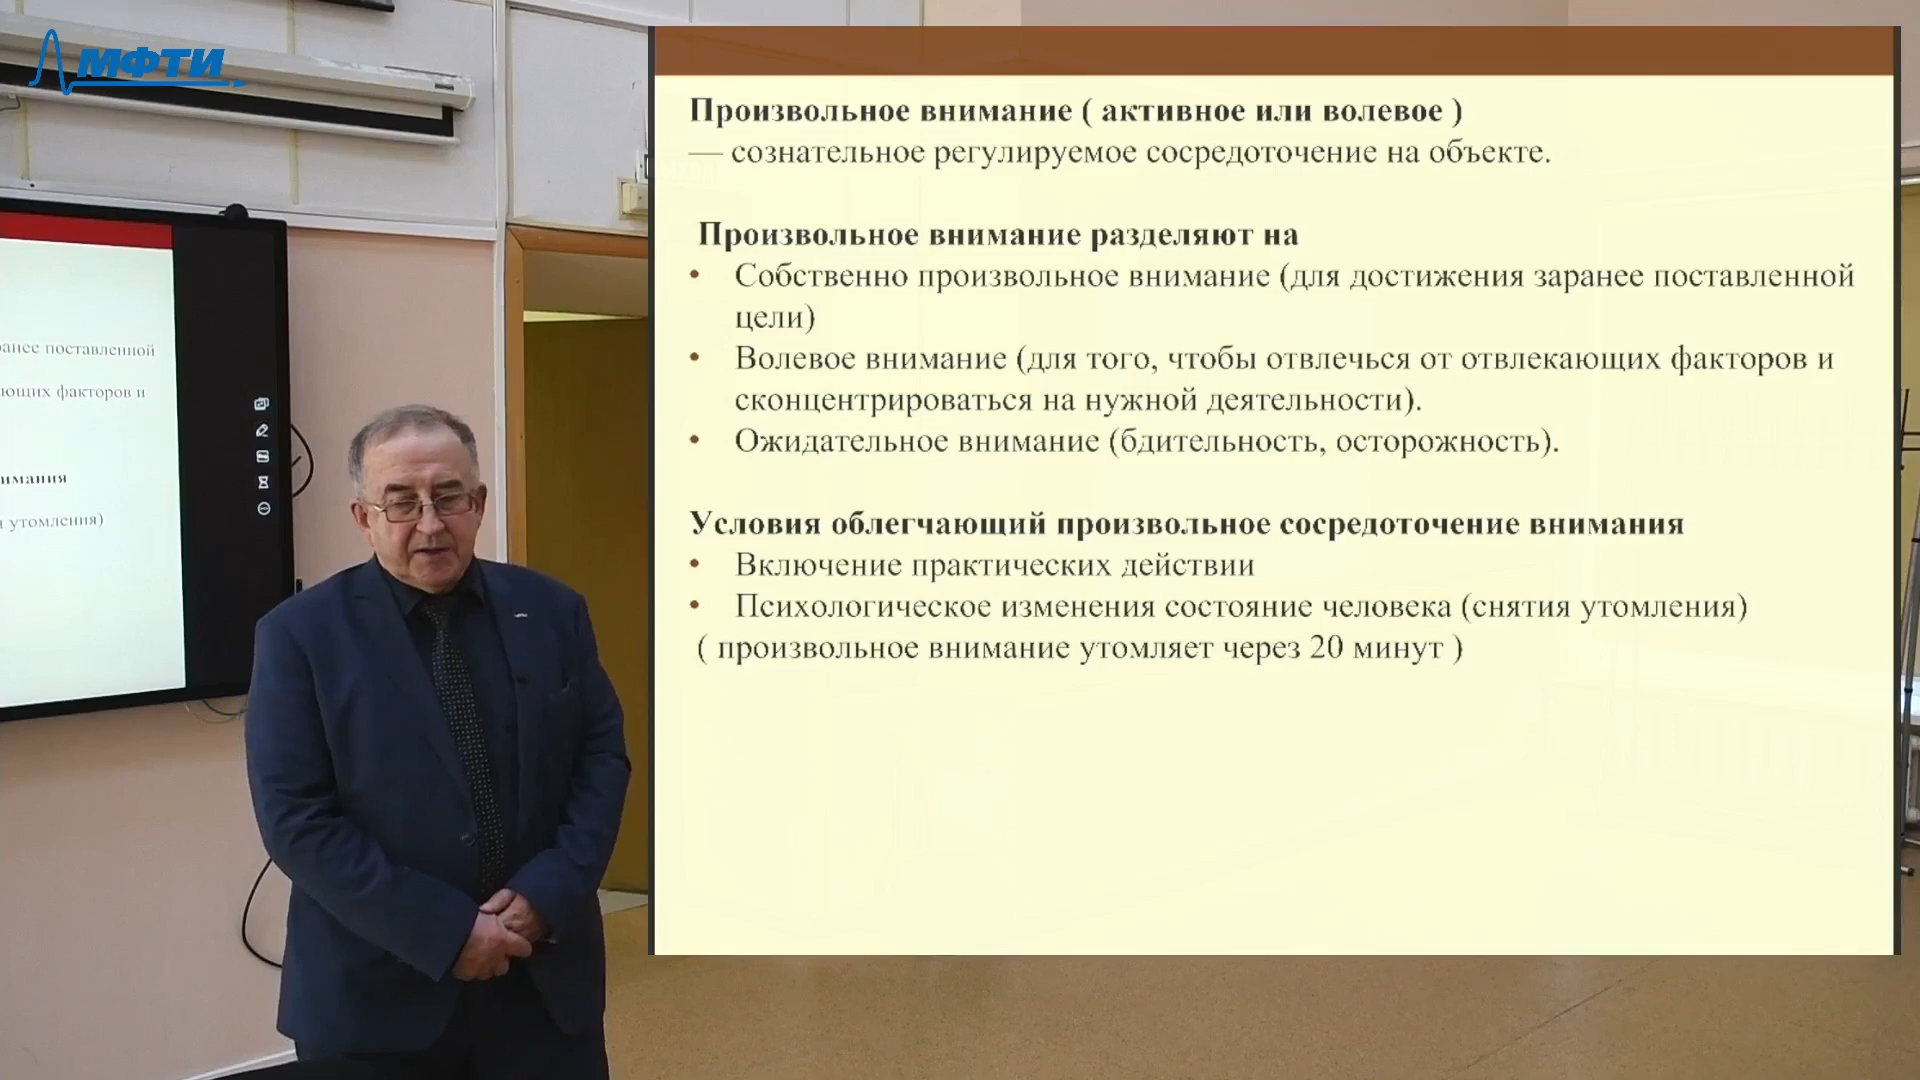 МФТИ
Произвольное внимание ( активное или волевое )
— сознательное регулируемое сосредоточение на объекте.
Произвольное внимание разделяют на
• Собственно произвольное внимание (для достижения заранее поставленной
цели)
• Волевое внимание (для того, чтобы отвлечься от отвлекающих факторов и
сконцентрироваться на нужной деятельности).
• Ожидательное внимание (бдительность, осторожность).
Условия облегчающий произвольное сосредоточение внимания
• Включение практических действии
• Психологическое изменения состояние человека (снятия утомления)
( произвольное внимание утомляет через 20 минут )
анее поставленной
ющих факторов и
имания
утомления)